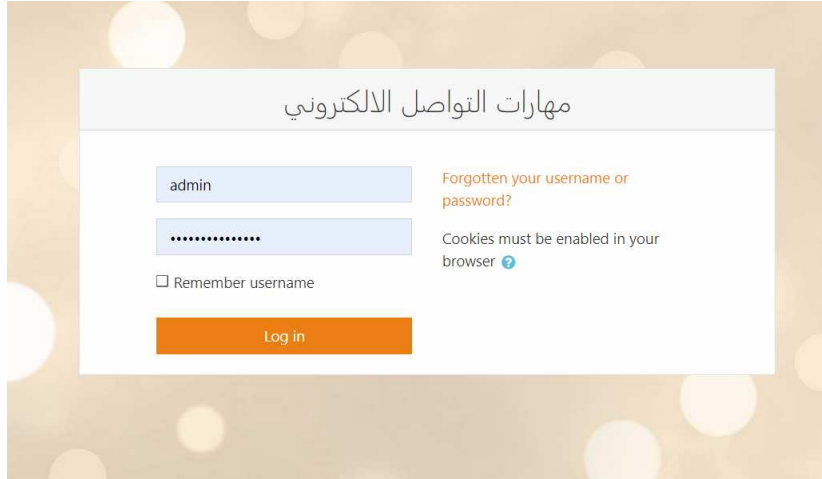 مهارات التواصل الالكتروني
admin
•••••••••••••••
Remember username
Log in
Forgotten your username or
password?
Cookies must be enabled in your
browser ?